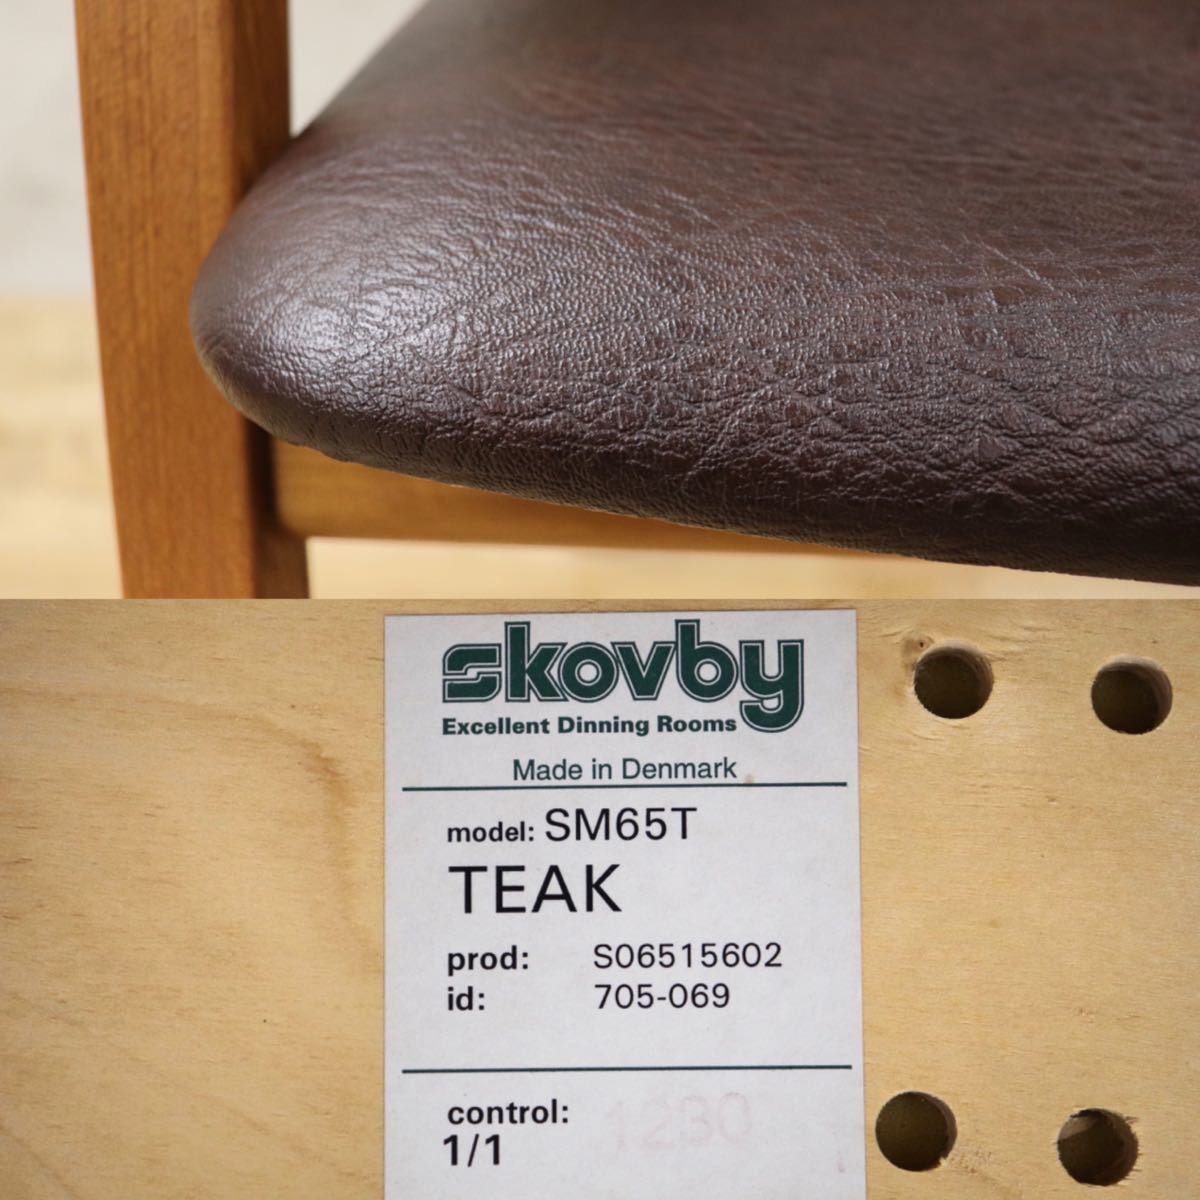 skovby
Excellent Dinning Rooms
Made in Denmark
model: SM65T
TEAK
prod: S06515602
id: 705-069
control: 1230
1/1